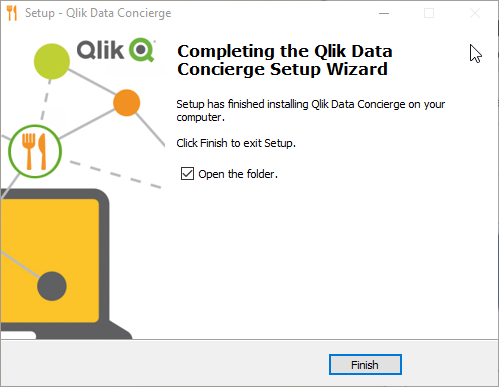 Setup - Qlik Data Concierge
Qlik
Completing the Qlik Data
Concierge Setup Wizard
Setup has finished installing Qlik Data Concierge on your
computer.
Click Finish to exit Setup.
Open the folder.
Finish